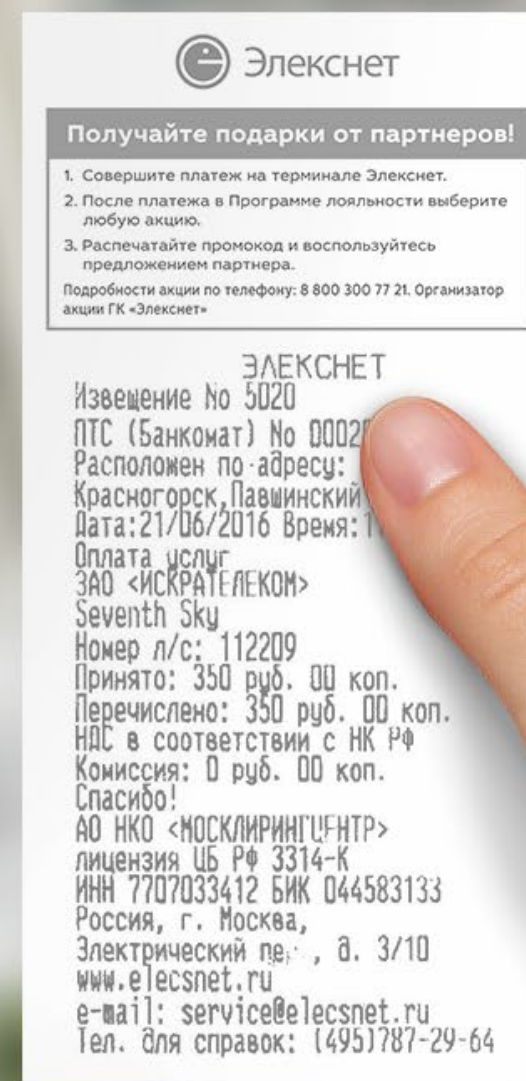 Элекснет
Получайте подарки от партнеров!
1. Совершите платеж на терминале Элекснет.
2. После платежа в Программе лояльности выберите
любую акцию.
3. Распечатайте промокод и воспользуйтесь
предложением партнера.
Подробности акции по телефону: 8 800 300 77 21. Организатор
акции ГК «Элекснет»
ЭЛЕКСНЕТ
Извещение No 5020
ПТС (Банкомат) No
Расположен по адресу:
Красногорск,Павшинский
Дата:21/06/2016 Время:
Оплата услуг
ЗАО <ИСКРАТЕЛЕКОМ>
Seventh Sky
Номер л/с: 112209
Принято: 350 руб. 00 коп.
Перечислено: 350 руб. 00 коп.
НДС в соответствии с НК РФ
Комиссия: 0 руб. 00 коп.
Спасибо!
АО НКО <МОСКЛИРИНГЦЕНТР>
лицензия ЦБ РФ 3314-К
ИНН 7707033412 БИК 044583133
Россия, г. Москва,
Электрический пе , д. 3/10
www.elecsnet.ru
e-mail: service@elecsnet.ru
Тел. для справок: (495)787-29-64